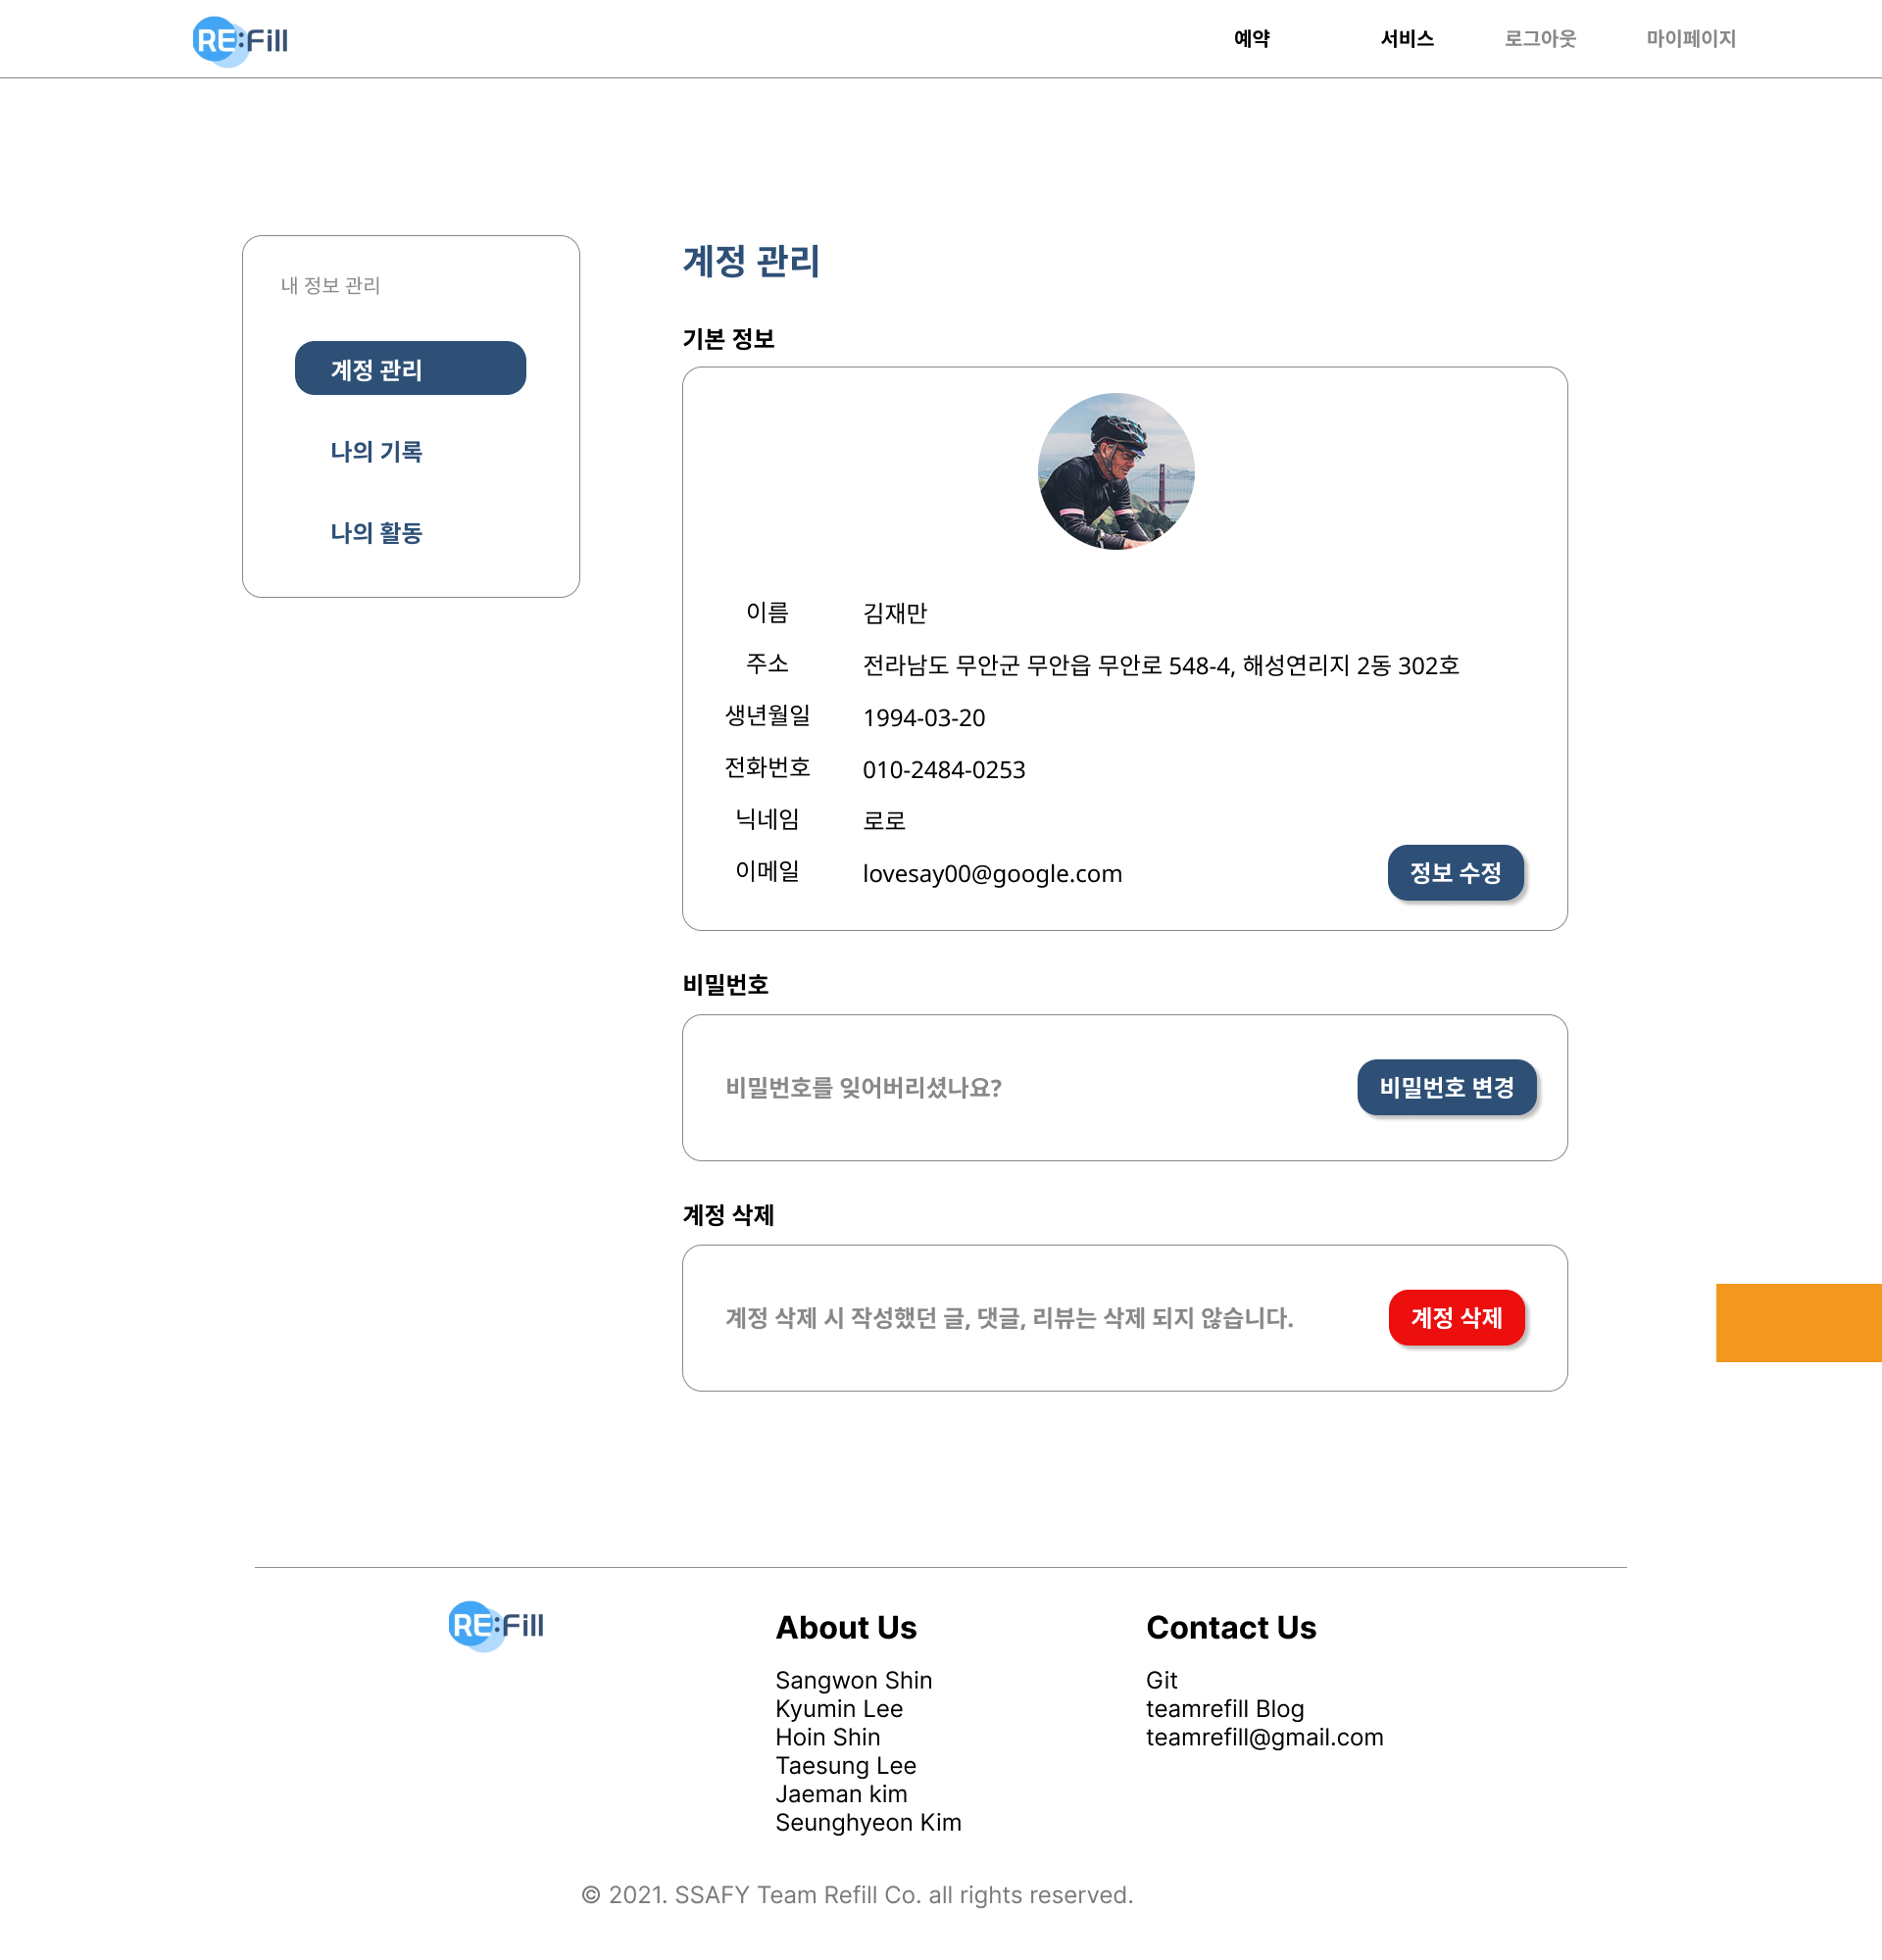 RE:Fill
예약 서비스 로그아웃 마이페이지
내 정보 관리
계정 관리
나의 기록
나의 활동
계정 관리
기본 정보
이름 김재만
주소 전라남도 무안군 무안읍 무안로 548-4, 해성연리지 2동 302호
생년월일 1994-03-20
전화번호 010-2484-0253
닉네임 로로
이메일 lovesay00@google.com
정보 수정
비밀번호
비밀번호를 잊어버리셨나요?
비밀번호 변경
계정 삭제
계정 삭제 시 작성했던 글, 댓글, 리뷰는 삭제 되지 않습니다.
계정 삭제
RE:Fill
About Us
Sangwon Shin
Kyumin Lee
Hoin Shin
Taesung Lee
Jaeman kim
Seunghyeon Kim
Contact Us
Git
teamrefill Blog
teamrefill@gmail.com
© 2021. SSAFY Team Refill Co. all rights reserved.